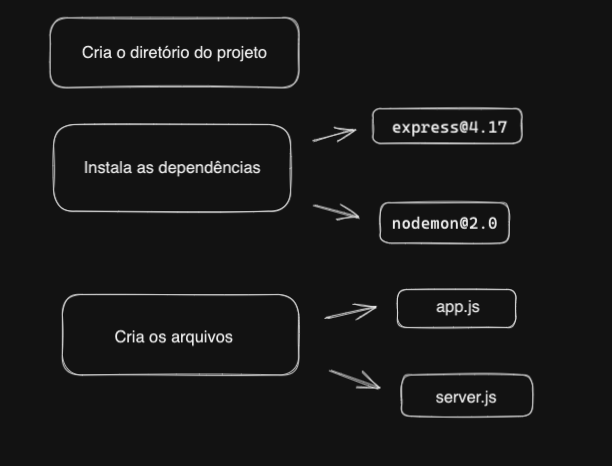 Cria o diretório do projeto
express@4.17
Instala as dependências
nodemon@2.0
app.js
Cria os arquivos
server.js